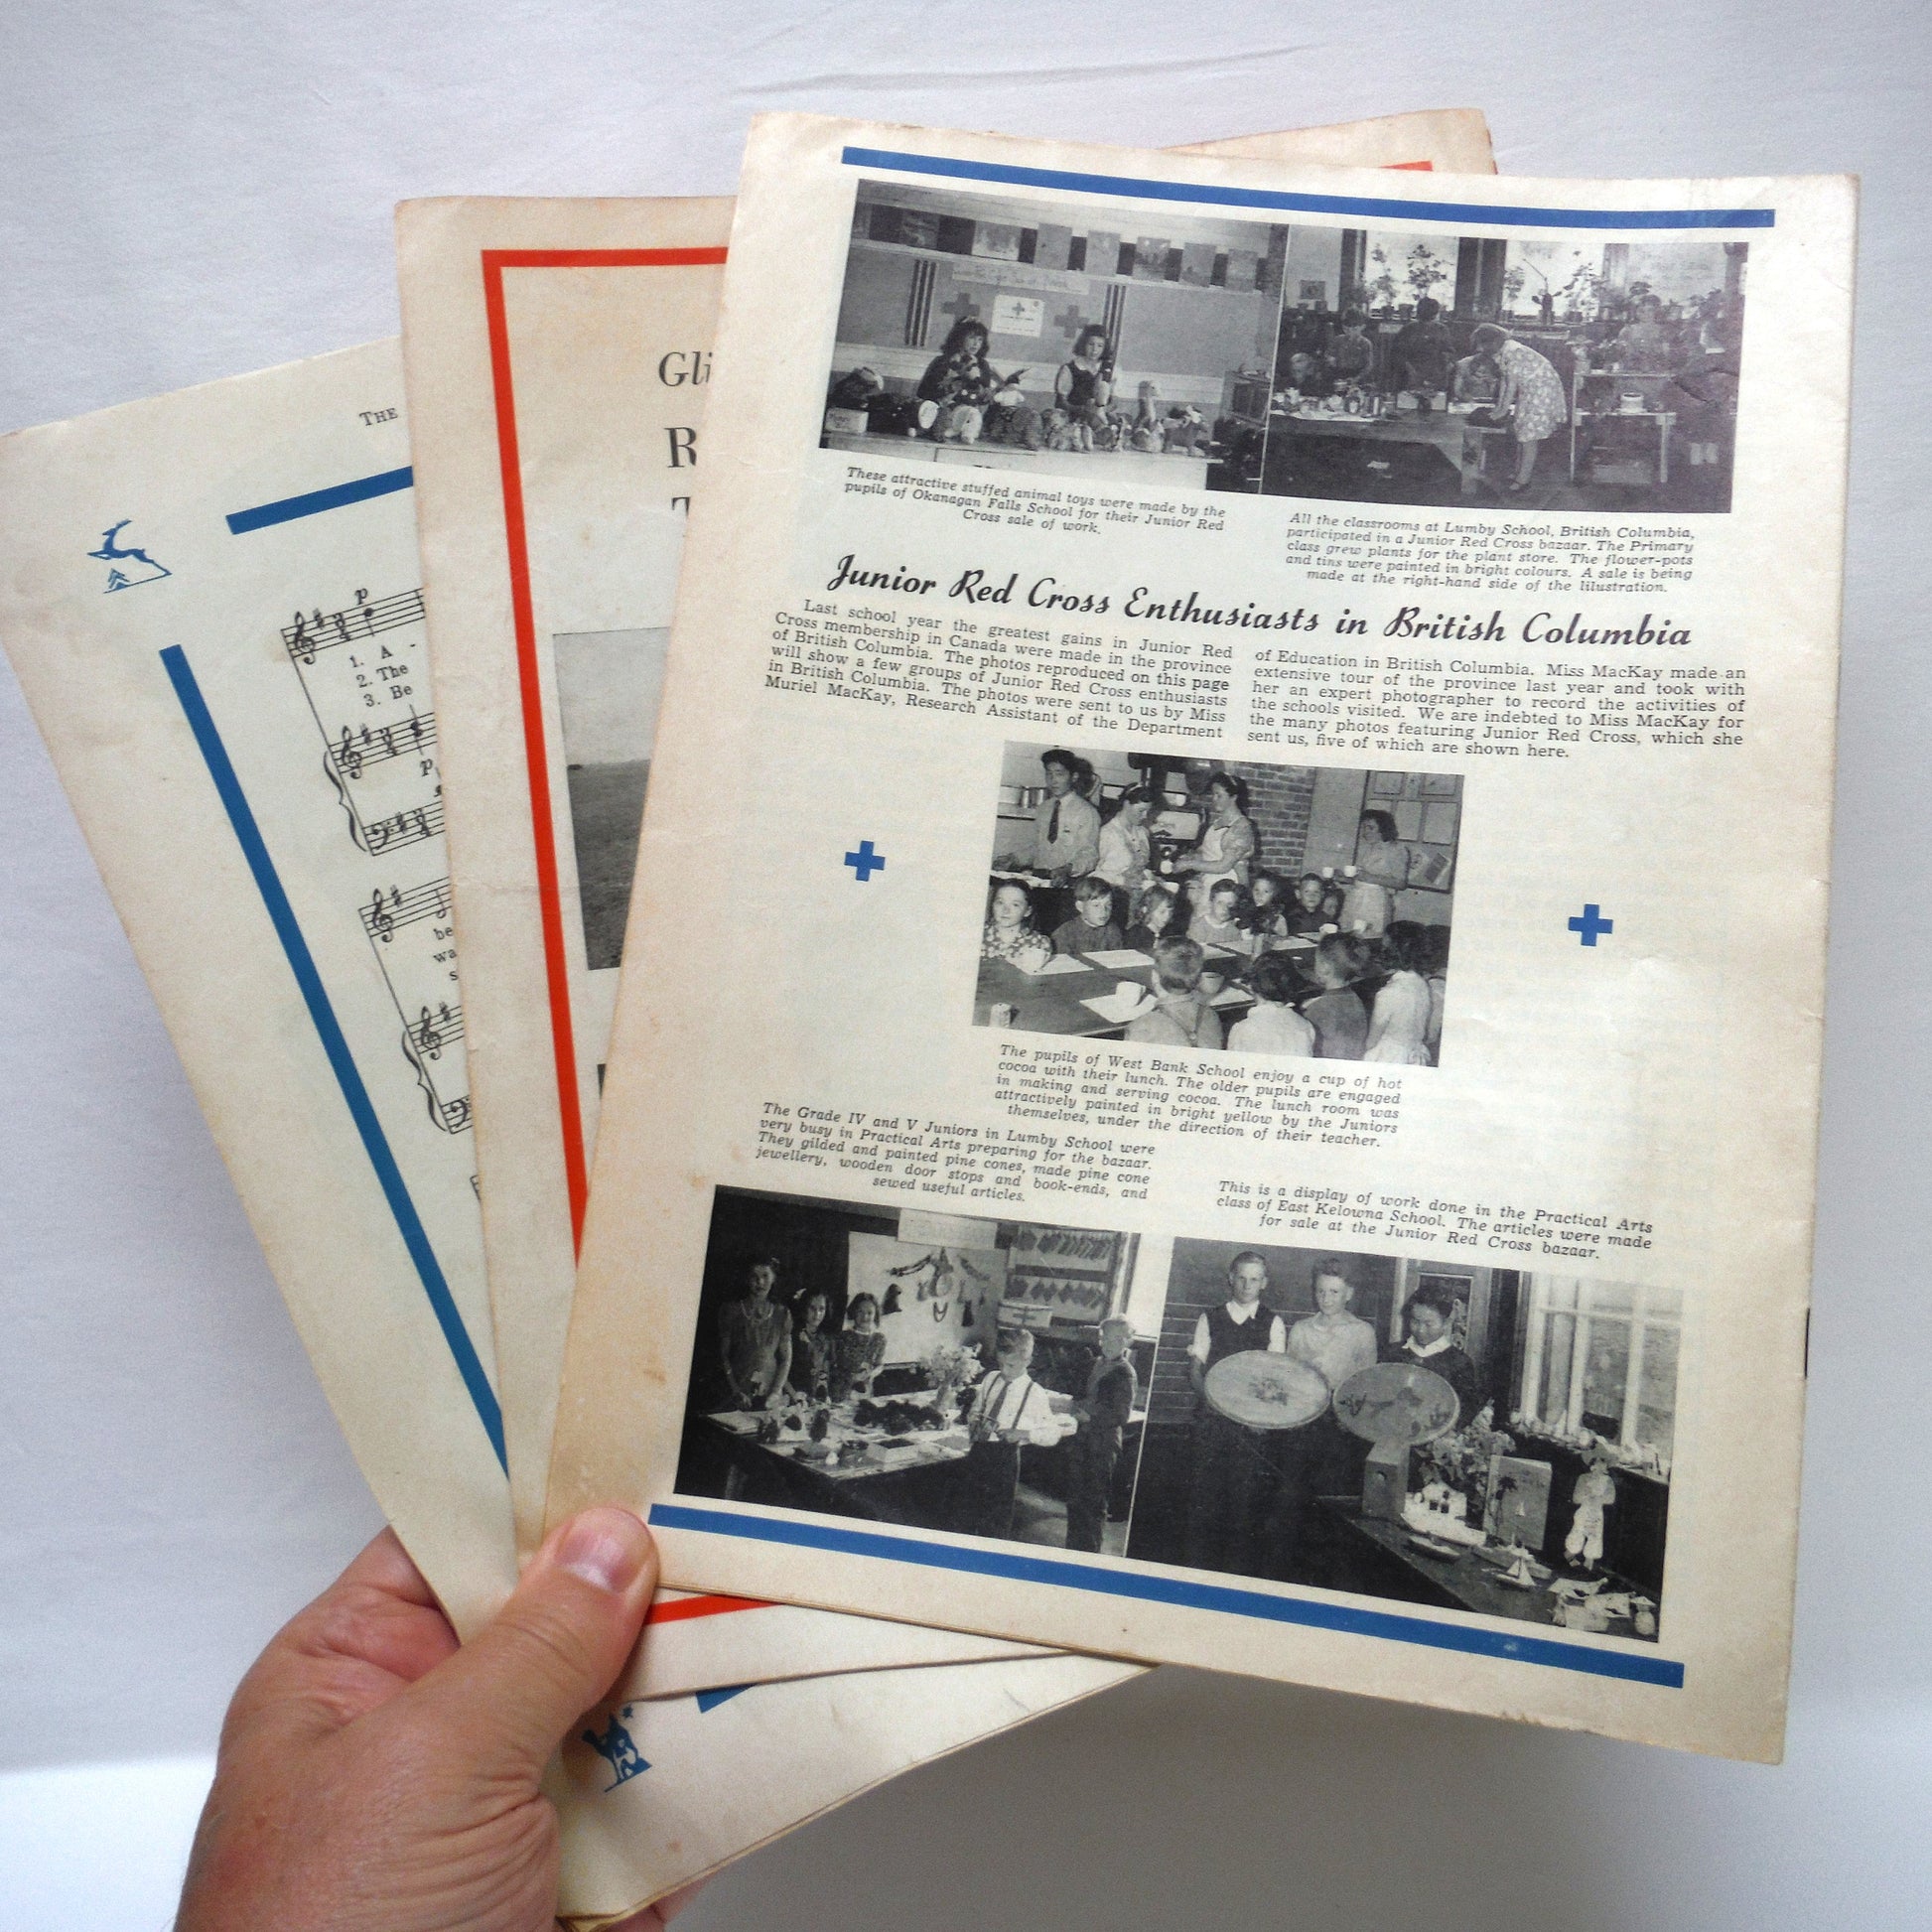 THE
p
1. A -
2. The
3. Be
p
be
wa
s
Gli
R
T
These attractive stuffed animal toys were made by the
pupils of Okanagan Falls School for their Junior Red
Cross sale of work.
All the classrooms at Lumby School, British Columbia,
participated in a Junior Red Cross bazaar. The Primary
class grew plants for the plant store. The flower-pots
and tins were painted in bright colours. A sale is being
made at the right-hand side of the lilustration.
Junior Red Cross Enthusiasts in British Columbia
Last school year the greatest gains in Junior Red
Cross membership in Canada were made in the province
of British Columbia. The photos reproduced on this page
will show a few groups of Junior Red Cross enthusiasts
in British Columbia. The photos were sent to us by Miss
Muriel MacKay, Research Assistant of the Department
of Education in British Columbia. Miss MacKay made an
extensive tour of the province last year and took with
her an expert photographer to record the activities of
the schools visited. We are indebted to Miss MacKay for
the many photos featuring Junior Red Cross, which she
sent us, five of which are shown here.
The pupils of West Bank School enjoy a cup of hot
cocoa with their lunch. The older pupils are engaged
in making and serving cocoa. The lunch room was
attractively painted in bright yellow by the Juniors
themselves, under the direction of their teacher.
The Grade IV and V Juniors in Lumby School were
very busy in Practical Arts preparing for the bazaar.
They gilded and painted pine cones, made pine cone
jewellery, wooden door stops and book-ends, and
sewed useful articles.
This is a display of work done in the Practical Arts
class of East Kelowna School. The articles were made
for sale at the Junior Red Cross bazaar.